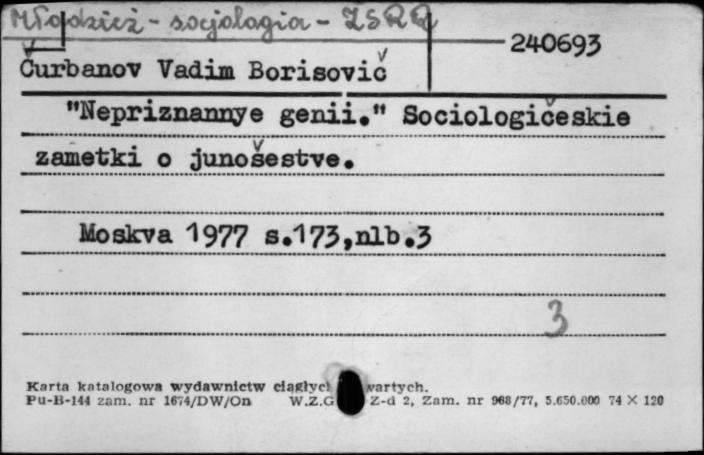 Młodzież - socjologia - ZSRR
240693
Čurbanov Vadim Borisovič
"Nepriznannye genii." Sociologičeskie
zametki o junošestve.
Moskva 1977 s.173,nlb.3
3
Karta katalogowa wydawnictw ciągłych wartych.
Pu-B-144 zam. nr 1674/DW/On W.Z.G Z-d 2, Zam. nr 968/77, 5.650.000 74 X 120